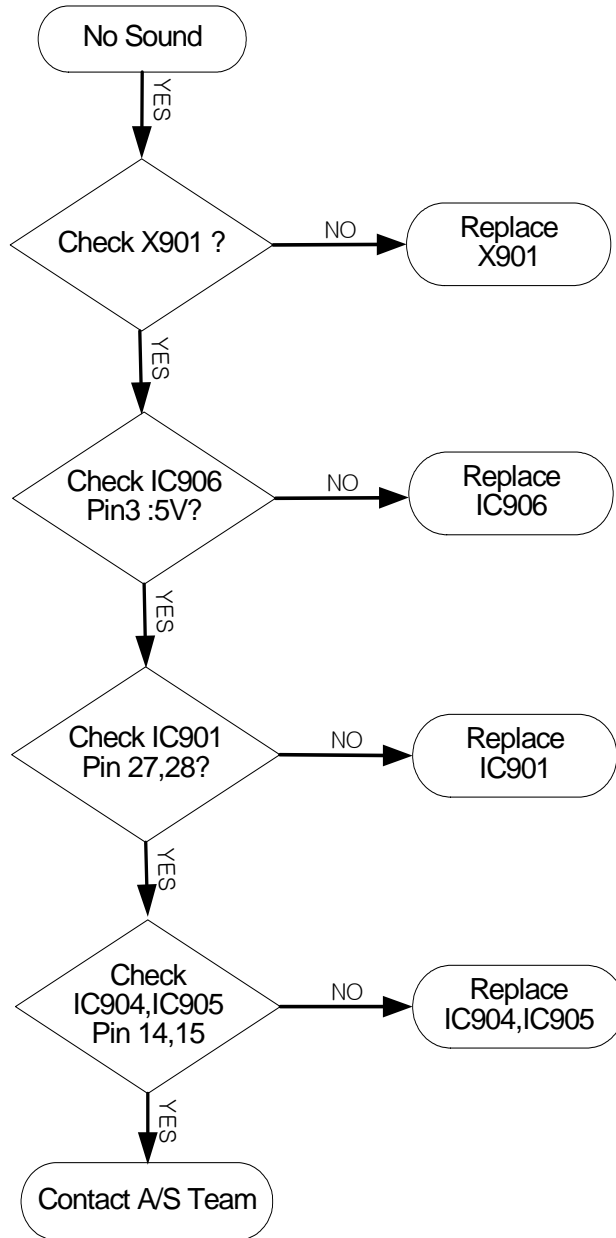 No Sound
YES
Check X901 ?
NO
Replace
X901
YES
Check IC906
Pin3 :5V?
NO
Replace
IC906
YES
Check IC901
Pin 27,28?
NO
Replace
IC901
YES
Check
IC904,IC905
Pin 14,15
NO
Replace
IC904,IC905
YES
Contact A/S Team